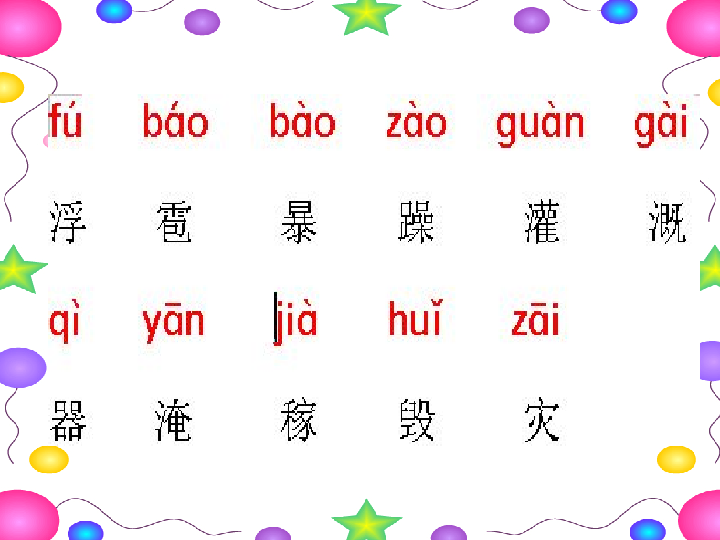 fú báo bào zào guàn gài
浮 雹 暴 躁 灌 溉
qì yān jià huǐ zāi
器 淹 稼 毁 灾